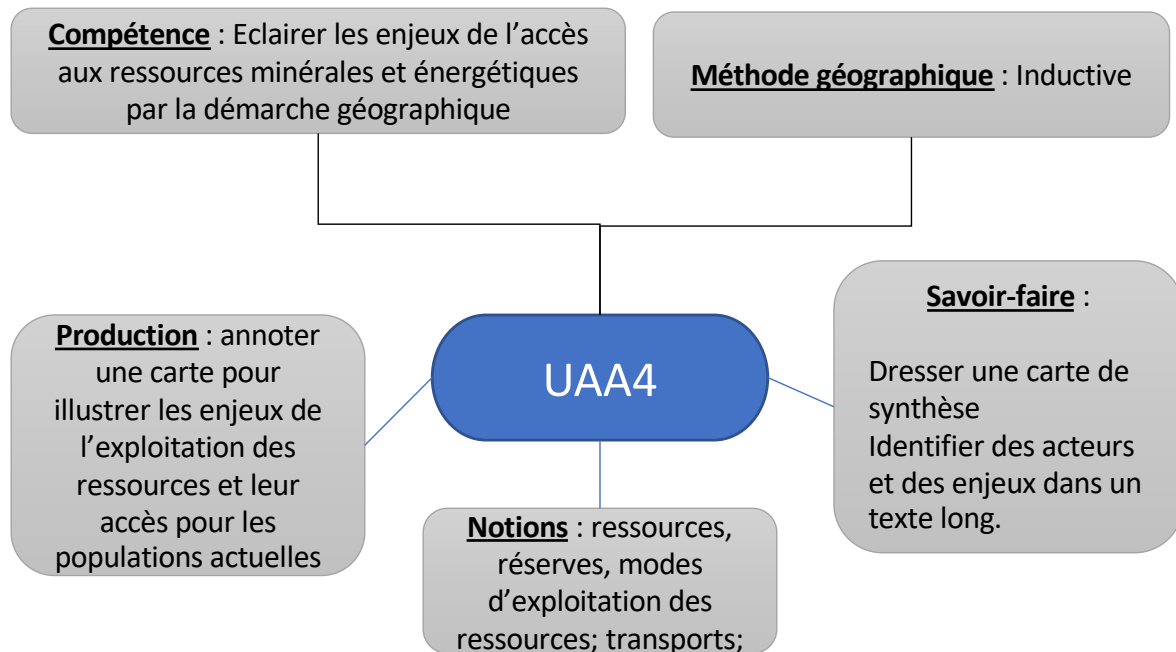 Compétence : Eclairer les enjeux de l’accès
aux ressources minérales et énergétiques
par la démarche géographique
Méthode géographique : Inductive
Production : annoter
une carte pour
illustrer les enjeux de
l’exploitation des
ressources et leur
accès pour les
populations actuelles
UAA4
Savoir-faire :
Dresser une carte de
synthèse
Identifier des acteurs
et des enjeux dans un
texte long.
Notions : ressources,
réserves, modes
d’exploitation des
ressources; transports;